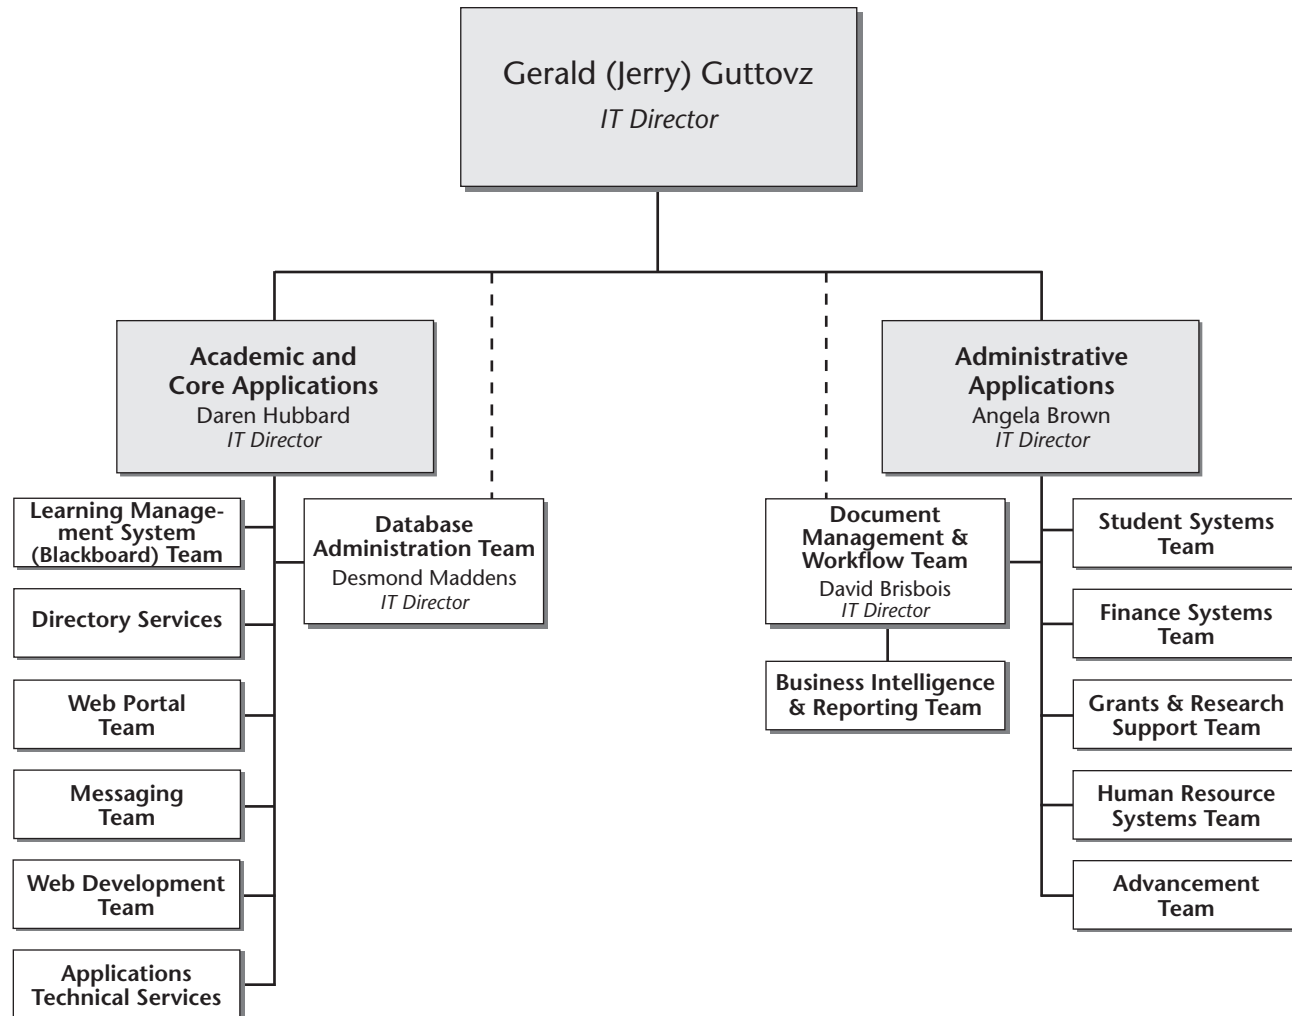 Gerald (Jerry) Guttovz
IT Director
Academic and
Core Applications
Daren Hubbard
IT Director
Administrative
Applications
Angela Brown
IT Director
Learning Manage-
ment System
(Blackboard) Team
Directory Services
Web Portal
Team
Messaging
Team
Web Development
Team
Applications
Technical Services
Database
Administration Team
Desmond Maddens
IT Director
Document
Management &
Workflow Team
David Brisbois
IT Director
Business Intelligence
& Reporting Team
Student Systems
Team
Finance Systems
Team
Grants & Research
Support Team
Human Resource
Systems Team
Advancement
Team